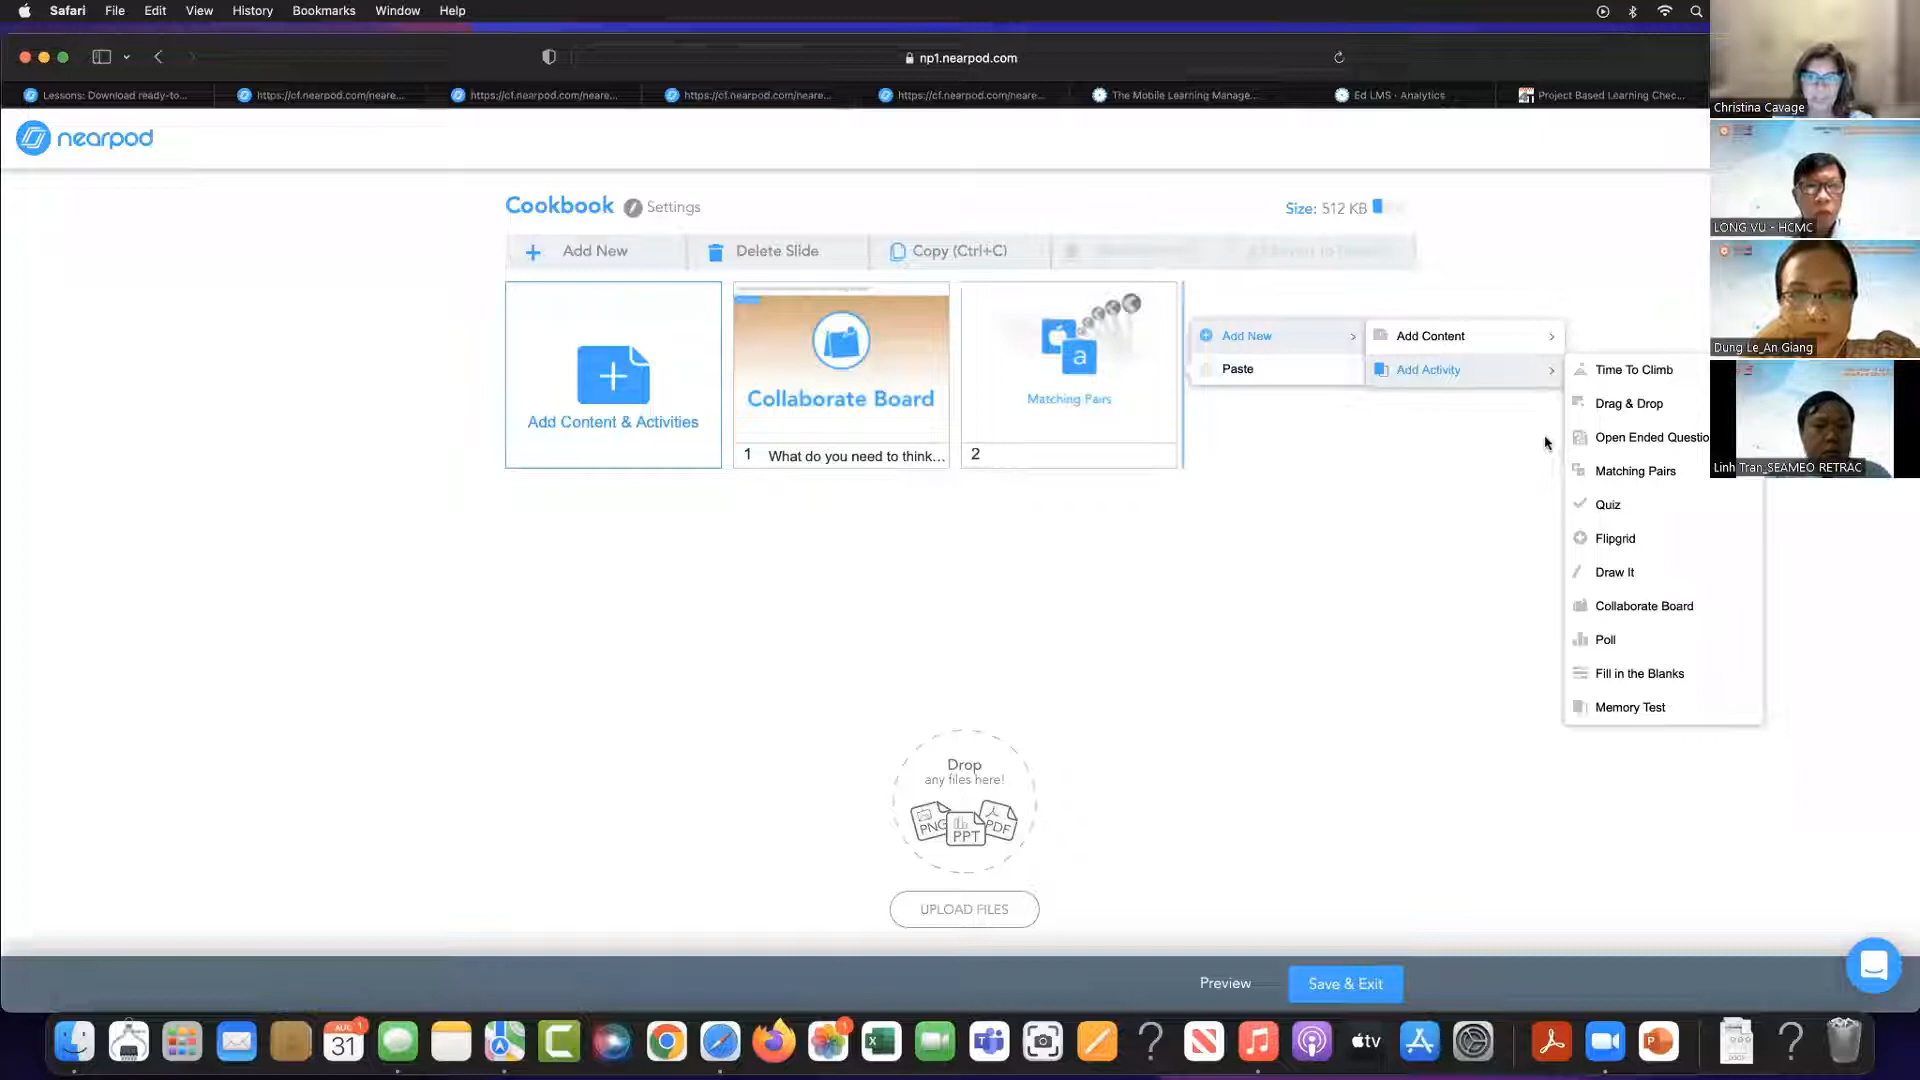 Safari File Edit View History Bookmarks Window Help
np1.nearpod.com
Lessons: Download ready-to... https://cf.nearpod.com/neare... https://cf.nearpod.com/neare... https://cf.nearpod.com/neare... https://cf.nearpod.com/neare... The Mobile Learning Manage... Ed LMS - Analytics Project Based Learning Chec...
Christina Cavage
nearpod
Cookbook Settings
Size: 512 KB
LONG VU - HCMC
Add New Delete Slide Copy (Ctrl+C)
Add New Add Content
Paste Add Activity
Dung Le_An Giang
a
Collaborate Board
Matching Pairs
Add Content & Activities
1 What do you need to think...
2
Time To Climb
Drag & Drop
Open Ended Questio
Matching Pairs
Linh Tran_SEAMEO RETRAC
Quiz
Flipgrid
Draw It
Collaborate Board
Poll
Fill in the Blanks
Memory Test
Drop
any files here!
PNG PPT PDF
UPLOAD FILES
Preview Save & Exit
AUG 1
31
1
tv